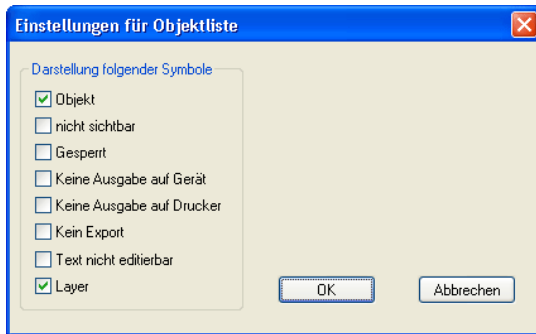 Einstellungen für Objektliste
Darstellung folgender Symbole
Objekt
nicht sichtbar
Gesperrt
Keine Ausgabe auf Gerät
Keine Ausgabe auf Drucker
Kein Export
Text nicht editierbar
Layer
OK
Abbrechen